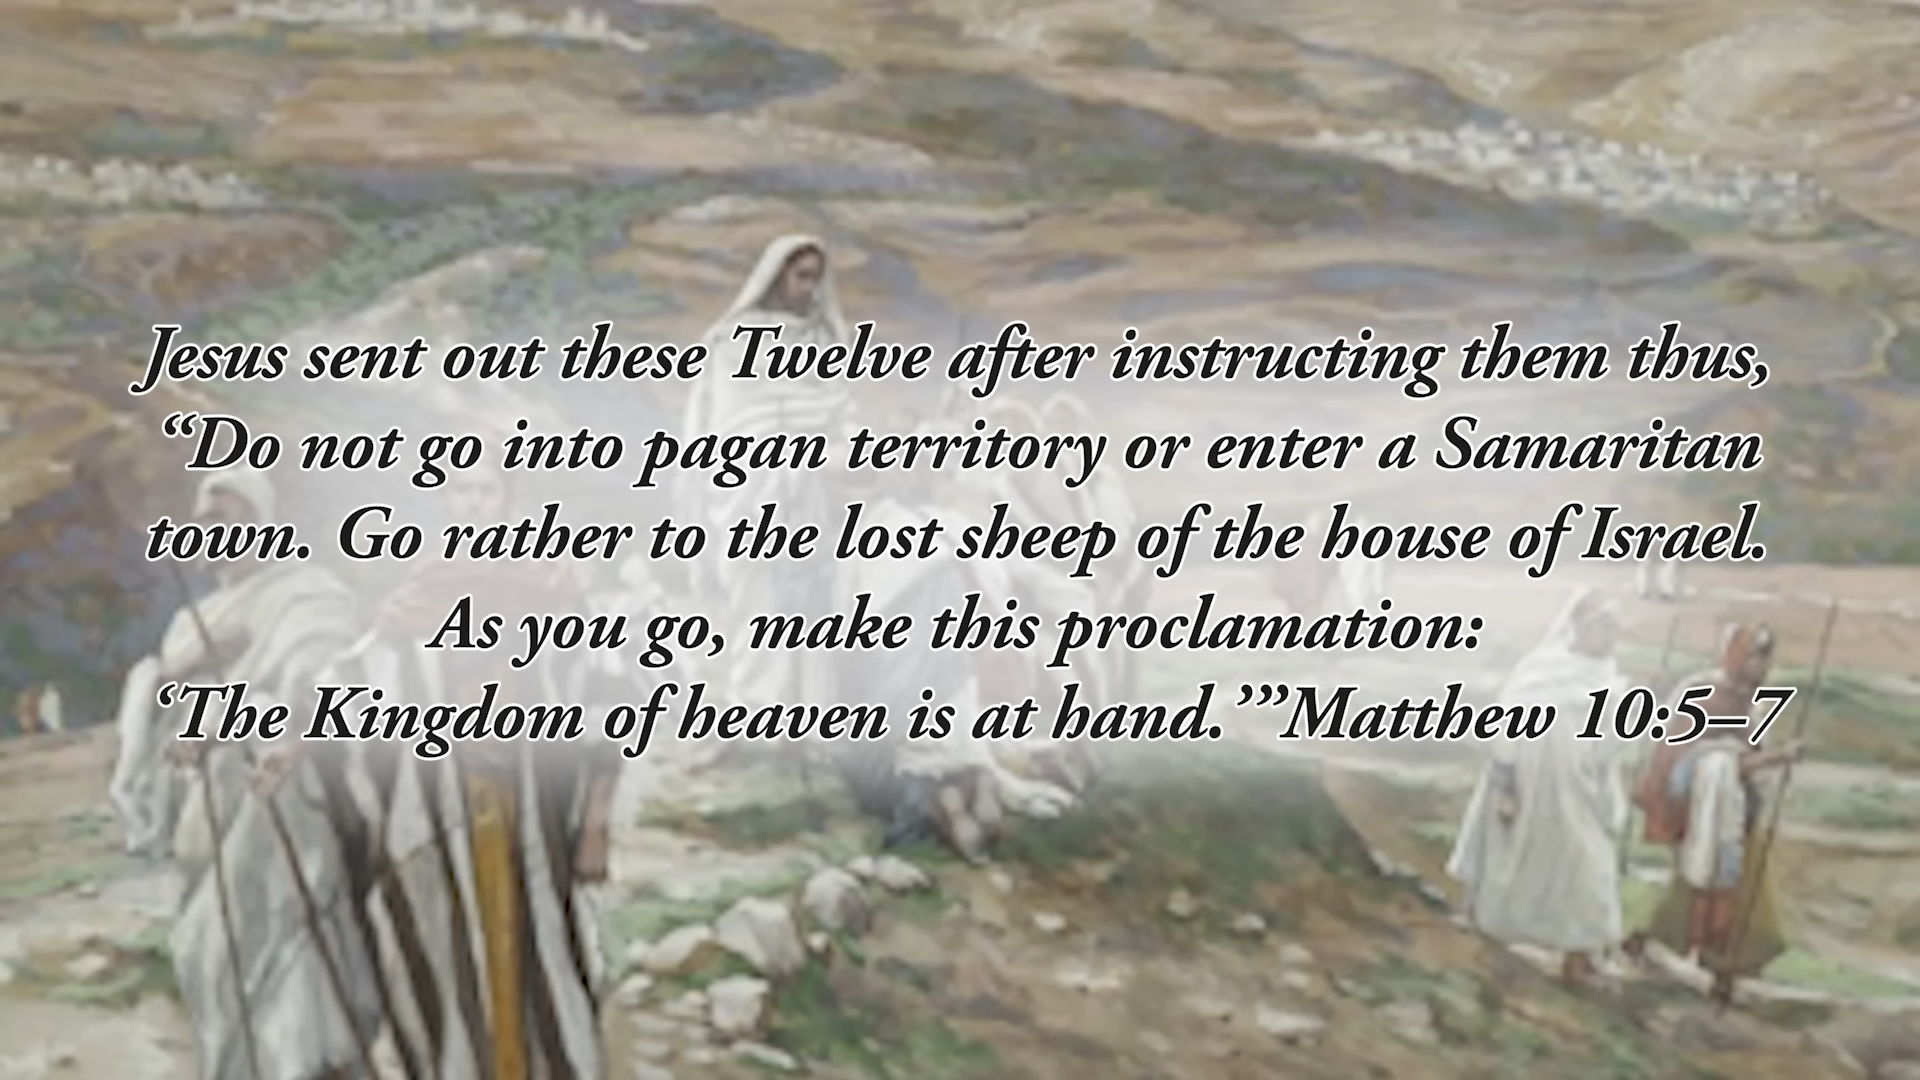 Jesus sent out these Twelve after instructing them thus,
“Do not go into pagan territory or enter a Samaritan
town. Go rather to the lost sheep of the house of Israel.
As you go, make this proclamation:
‘The Kingdom of heaven is at hand.’”Matthew 10:5–7